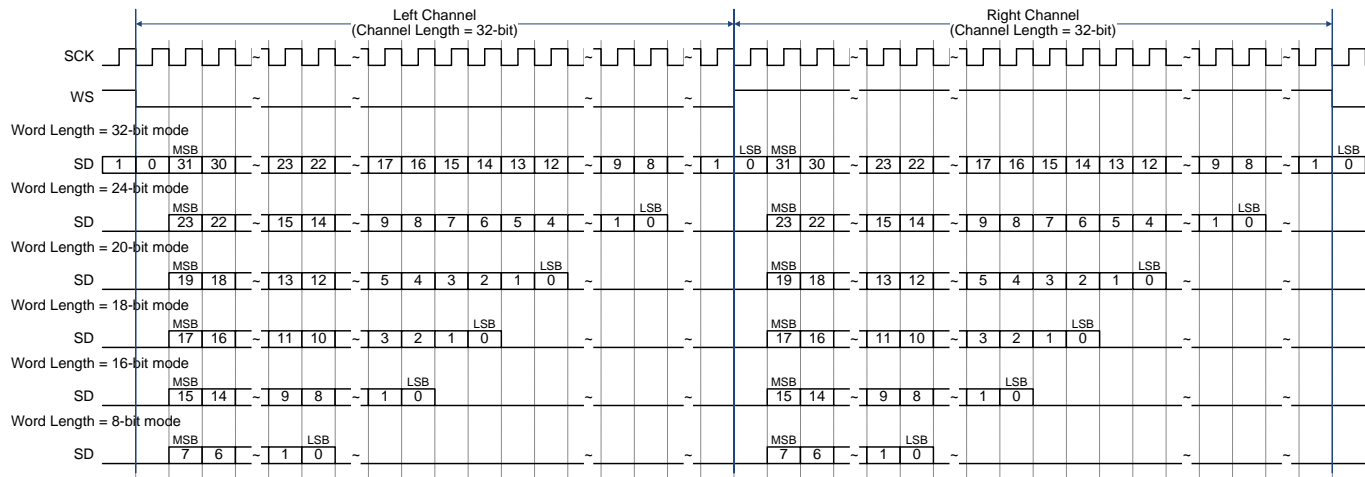 Left Channel Right Channel
(Channel Length = 32-bit) (Channel Length = 32-bit)
SCK ~ ~ ~ ~ ~ ~ ~ ~
WS ~ ~ ~ ~
Word Length = 32-bit mode
MSB LSB MSB LSB
SD 1 0 31 30 ~ 23 22 ~ 17 16 15 14 13 12 ~ 9 8 ~ 1 0 31 30 ~ 23 22 ~ 17 16 15 14 13 12 ~ 9 8 ~ 1 0
Word Length = 24-bit mode
MSB LSB MSB LSB
SD 23 22 ~ 15 14 ~ 9 8 7 6 5 4 ~ 1 0 ~ 23 22 ~ 15 14 ~ 9 8 7 6 5 4 ~ 1 0 ~
Word Length = 20-bit mode
MSB LSB MSB LSB
SD 19 18 ~ 13 12 ~ 5 4 3 2 1 0 ~ ~ 19 18 ~ 13 12 ~ 5 4 3 2 1 0 ~ ~
Word Length = 18-bit mode
MSB LSB MSB LSB
SD 17 16 ~ 11 10 ~ 3 2 1 0 ~ ~ 17 16 ~ 11 10 ~ 3 2 1 0 ~ ~
Word Length = 16-bit mode
MSB LSB MSB LSB
SD 15 14 ~ 9 8 ~ 1 0 ~ ~ 15 14 ~ 9 8 ~ 1 0 ~ ~
Word Length = 8-bit mode
MSB LSB MSB LSB
SD 7 6 ~ 1 0 ~ ~ ~ 7 6 ~ 1 0 ~ ~ ~